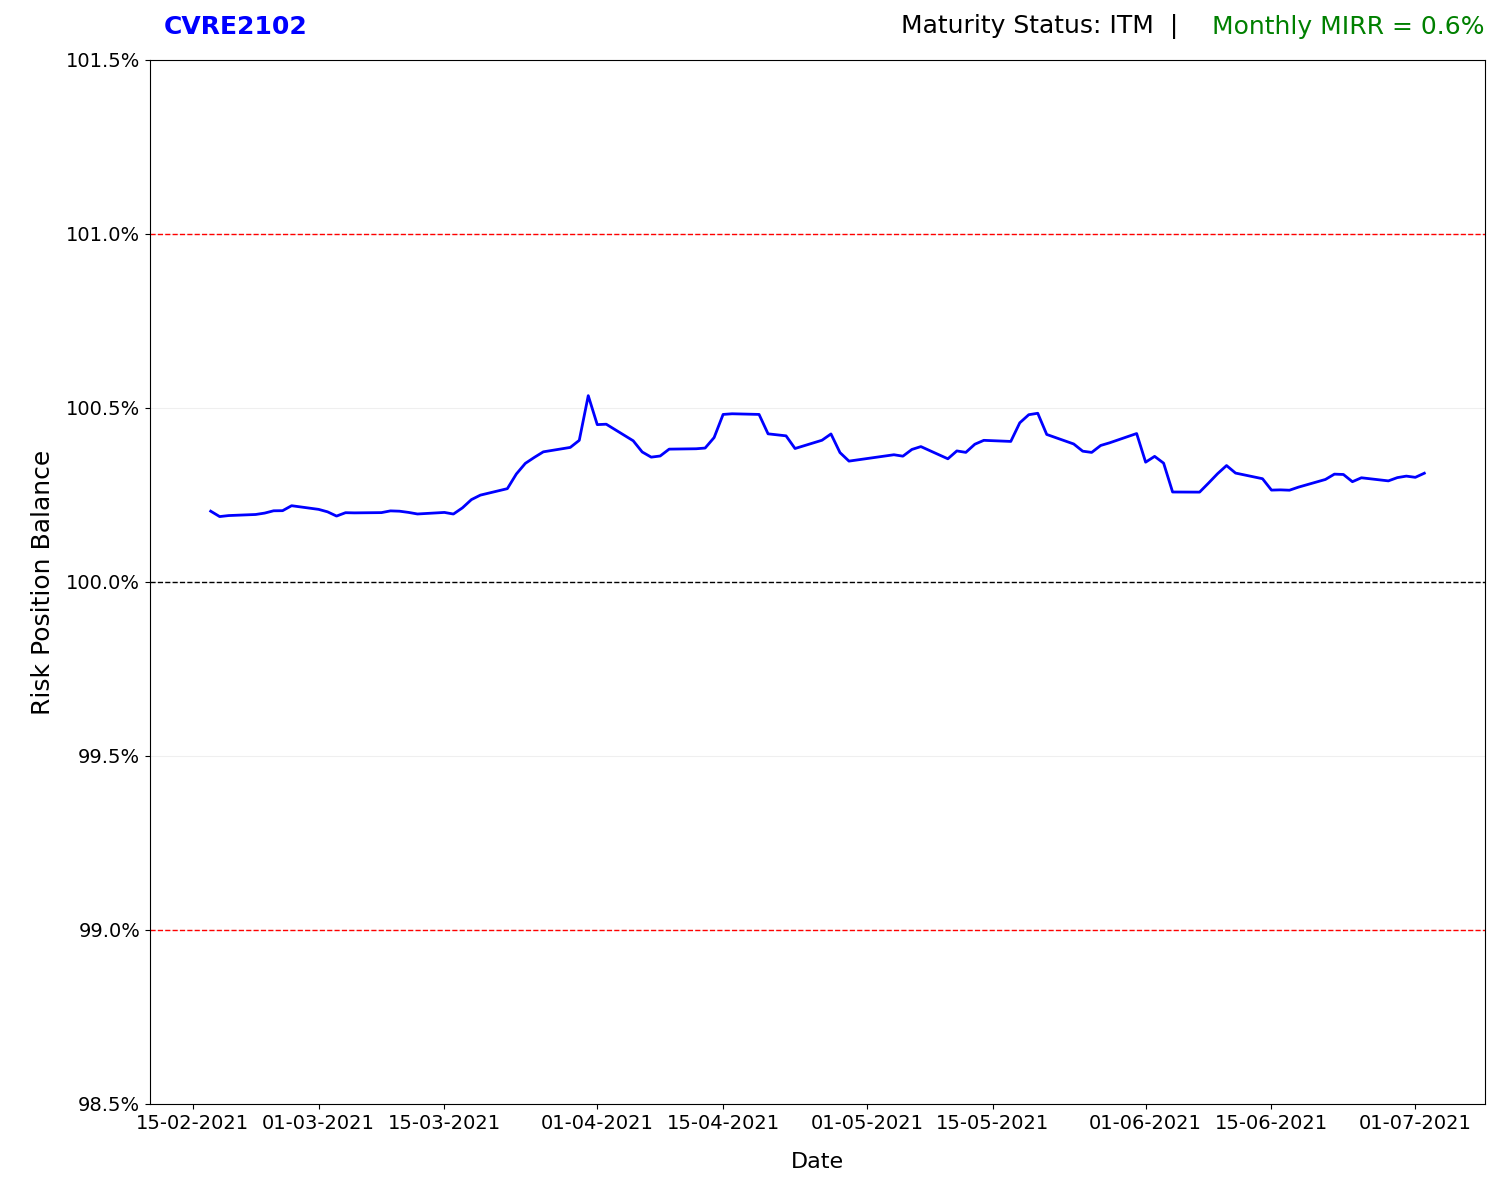 CVRE2102 Maturity Status: ITM | Monthly MIRR = 0.6%
101.5%
101.0%
100.5%
100.0%
99.5%
99.0%
98.5%
Risk Position Balance
15-02-2021 01-03-2021 15-03-2021 01-04-2021 15-04-2021 01-05-2021 15-05-2021 01-06-2021 15-06-2021 01-07-2021
Date